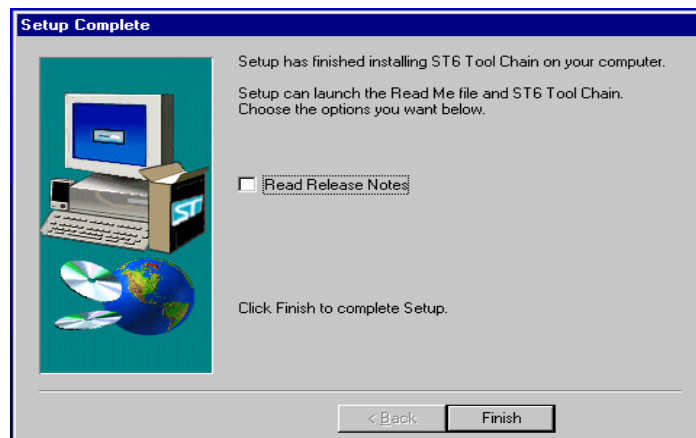 Setup Complete
Setup has finished installing ST6 Tool Chain on your computer.
Setup can launch the Read Me file and ST6 Tool Chain.
Choose the options you want below.
Read Release Notes
ST
Click Finish to complete Setup.
< Back
Finish